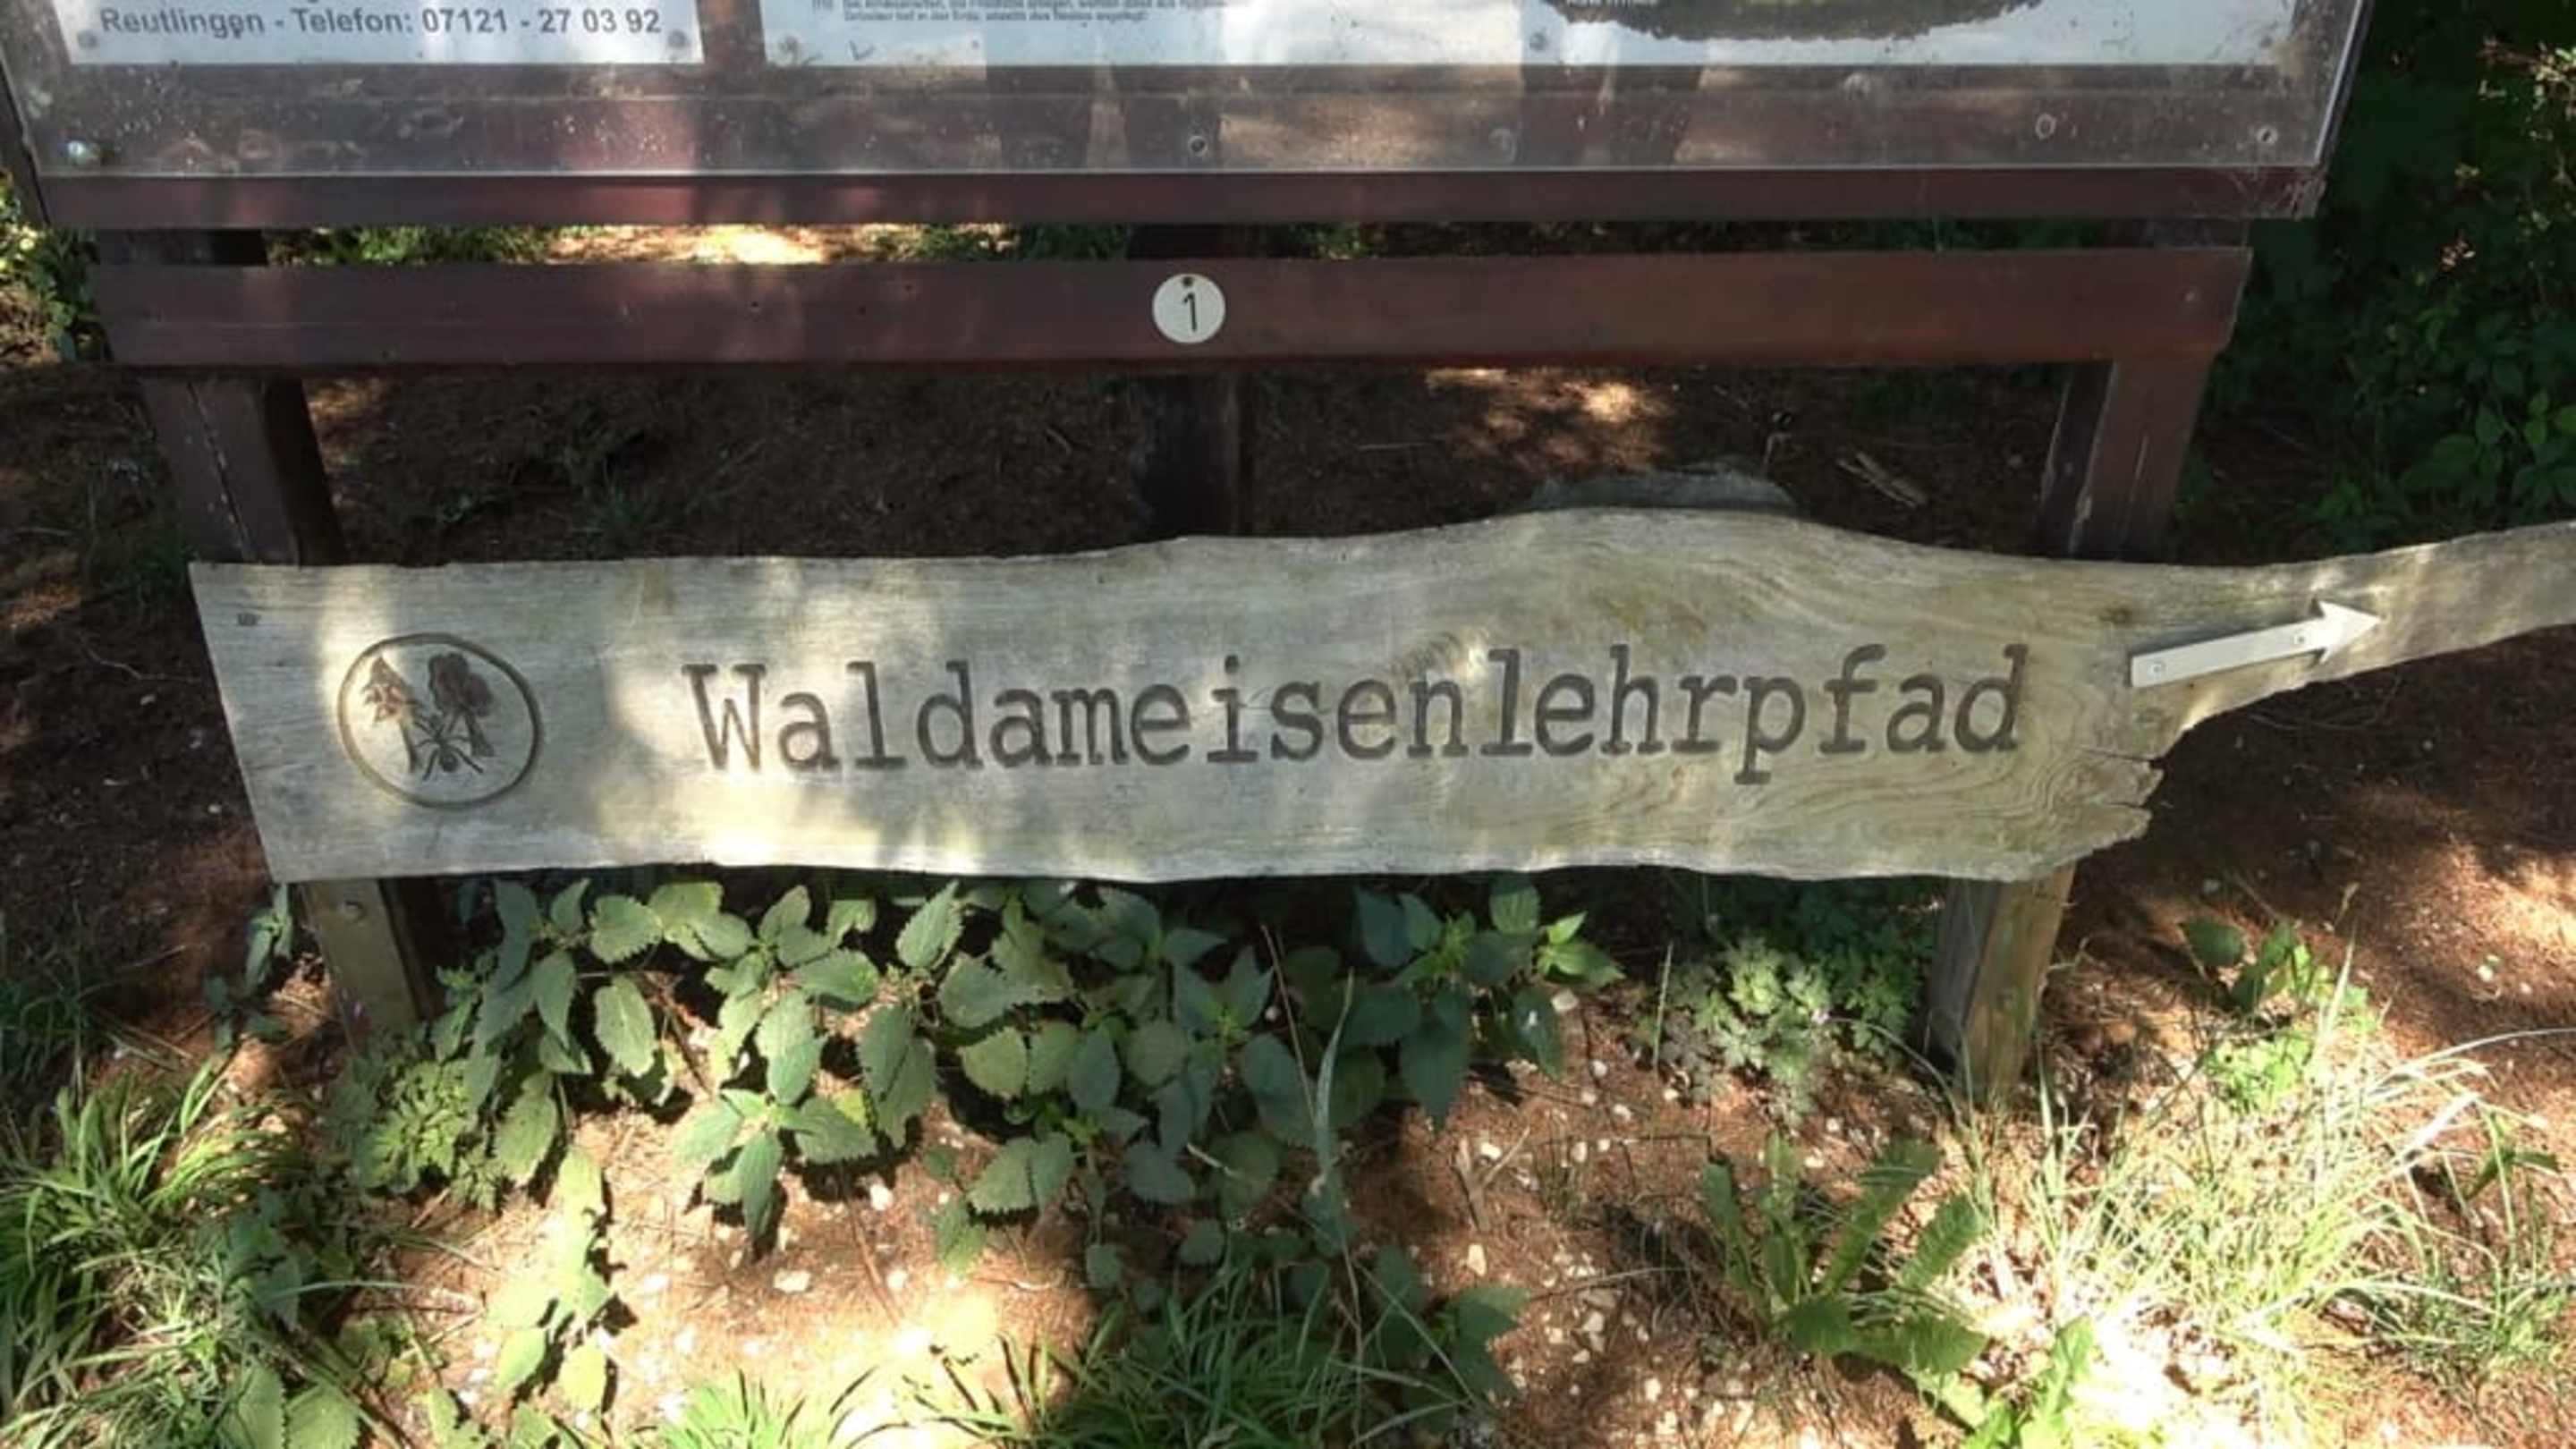 Reutlingen - Telefon: 07121 - 27 03 92
1
Waldameisenlehrpfad